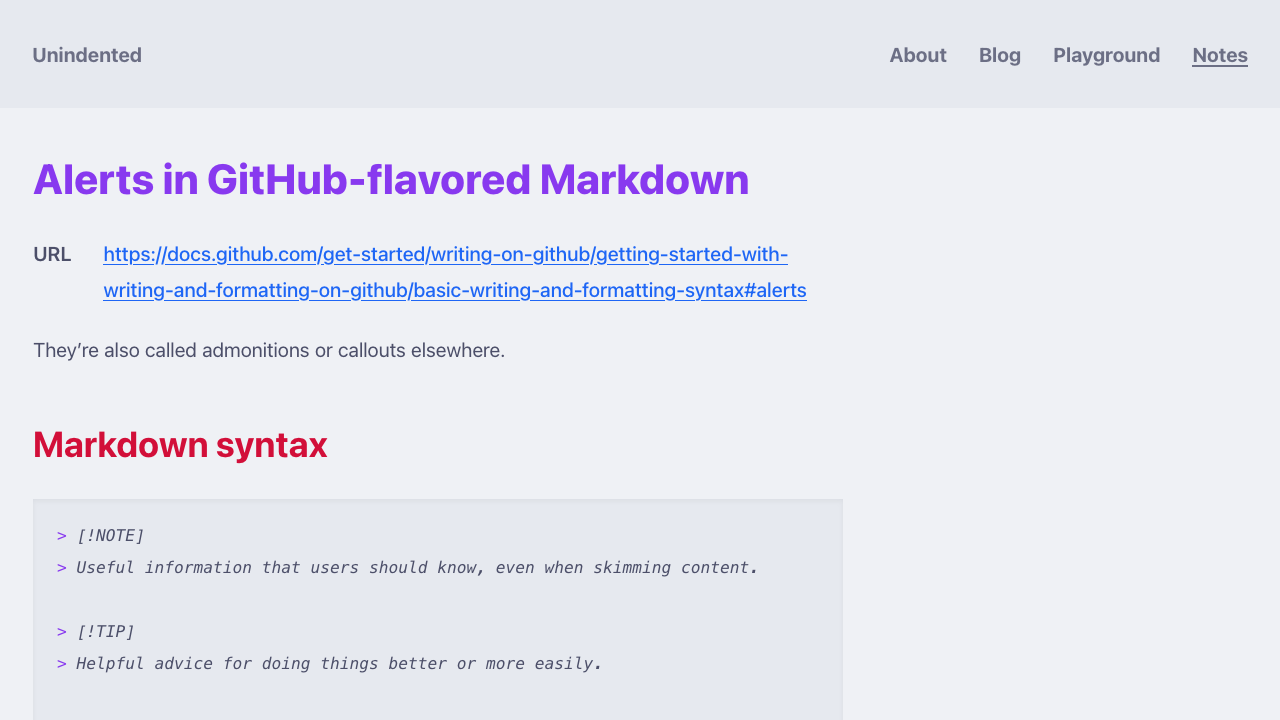 Unindented
About Blog Playground Notes
Alerts in GitHub-flavored Markdown
URL https://docs.github.com/get-started/writing-on-github/getting-started-with-
writing-and-formatting-on-github/basic-writing-and-formatting-syntax#alerts
They’re also called admonitions or callouts elsewhere.
Markdown syntax
> [!NOTE]
> Useful information that users should know, even when skimming content.
> [!TIP]
> Helpful advice for doing things better or more easily.